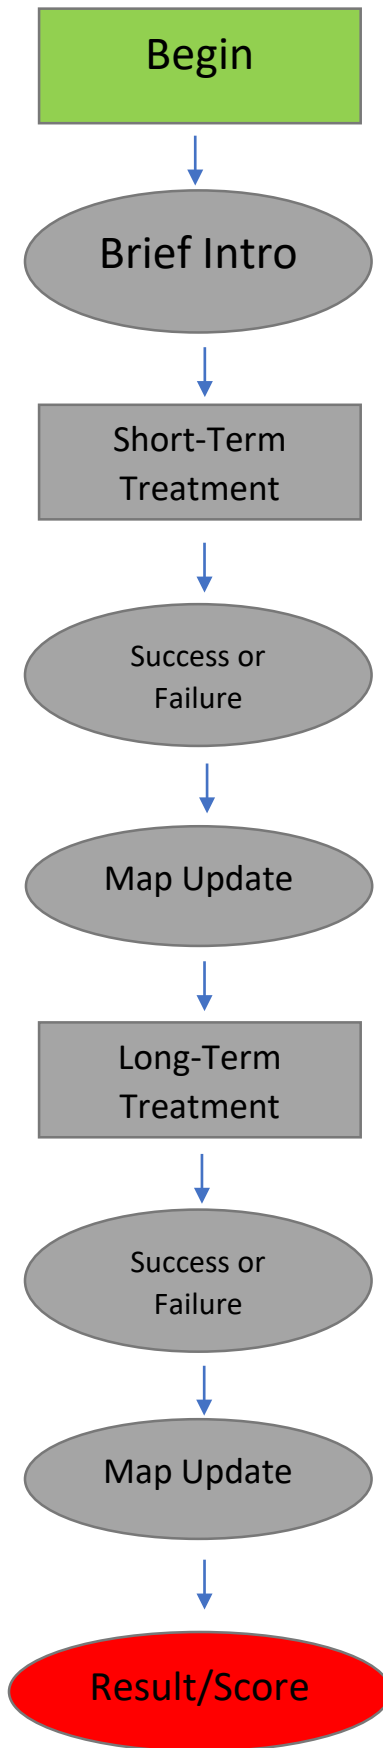 Begin
Brief Intro
Short-Term
Treatment
Success or
Failure
Map Update
Long-Term
Treatment
Success or
Failure
Map Update
Result/Score